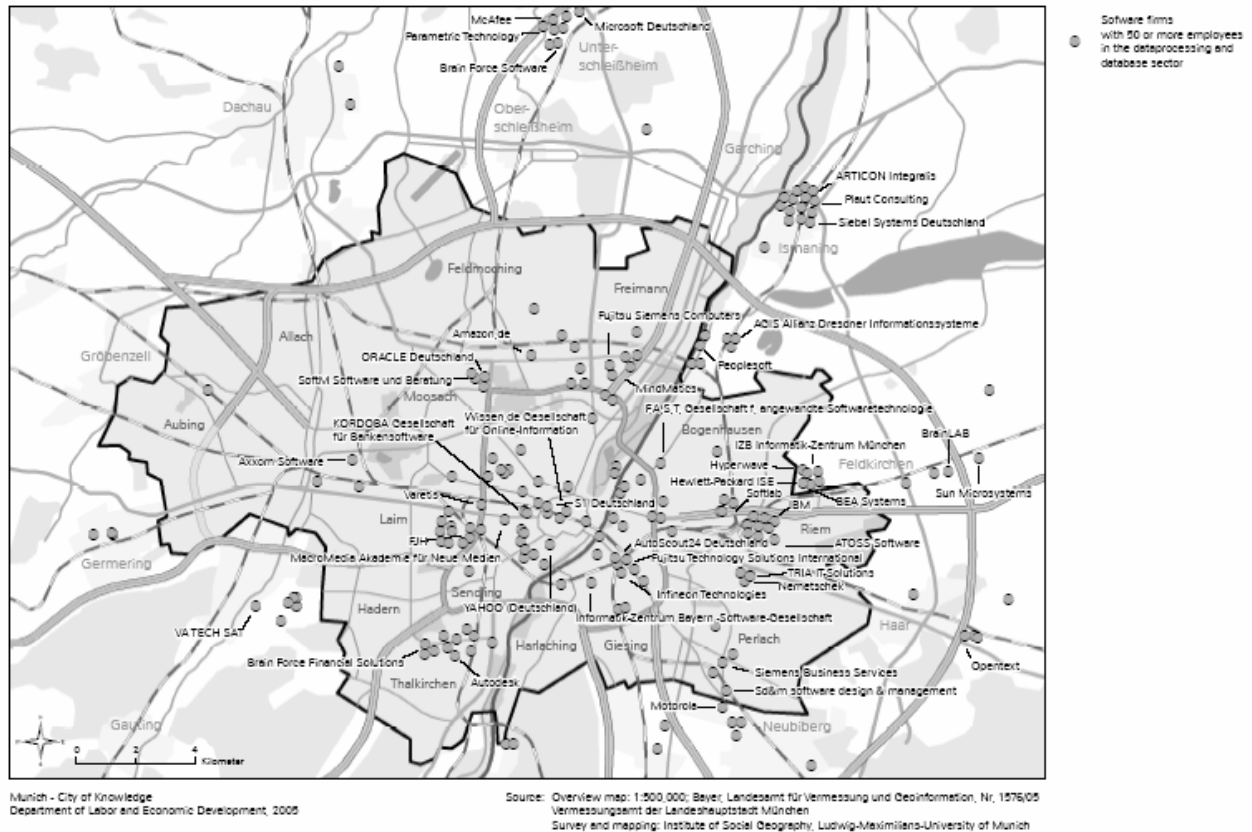 McAfee
Microsoft Deutschland
Parametric Technology
Unter-
schleißheim
Brain Force Software
Dachau
Ober-
schleißheim
Garching
ARTICON Integralis
Plaut Consulting
Siebel Systems Deutschland
Ismaning
Feldmoching
Freimann
Fujitsu Siemens Computers
AGIS Allianz Dresdner Informationssysteme
Amazon.de
Allach
Gröbenzell
ORACLE Deutschland
Peoplesoft
SoftM Software und Beratung
MindMatics
Moosach
F.A.S.T. Gesellschaft f. angewandte Softwaretechnologie
Wissen.de Gesellschaft
für Online-Information
KORDOBA Gesellschaft
für Bankensoftware
Aubing
Bogenhausen
BrainLAB
IZB Informatik-Zentrum München
Axxom Software
Hyperwave
Feldkirchen
Hewlett-Packard ISE
Sun Microsystems
Varetis
Softlab
BEA Systems
S1 Deutschland
IBM
Laim
Riem
FJH
AutoScout24 Deutschland
ATOSS Software
MacroMedia Akademie für Neue Medien
Fujitsu Technology Solutions International
Germering
TRIA IT Solutions
Nemetschek
Sendling
Infineon Technologies
Hadern
YAHOO (Deutschland)
Informatik-Zentrum Bayern -Software-Gesellschaft
VA TECH SAT
Haar
Harlaching
Giesing
Perlach
Brain Force Financial Solutions
Opentext
Siemens Business Services
Thalkirchen
Autodesk
Sd&m software design & management
Motorola
Gauting
Neubiberg
0 2 4
Kilometer
Sofware firms
with 50 or more employees
in the dataprocessing and
database sector
Munich - City of Knowledge
Department of Labor and Economic Development, 2005
Source: Overview map: 1:500,000; Bayer. Landesamt für Vermessung und Geoinformation, Nr. 1576/05
Vermessungsamt der Landeshauptstadt München
Survey and mapping: Institute of Social Geography, Ludwig-Maximilians-University of Munich